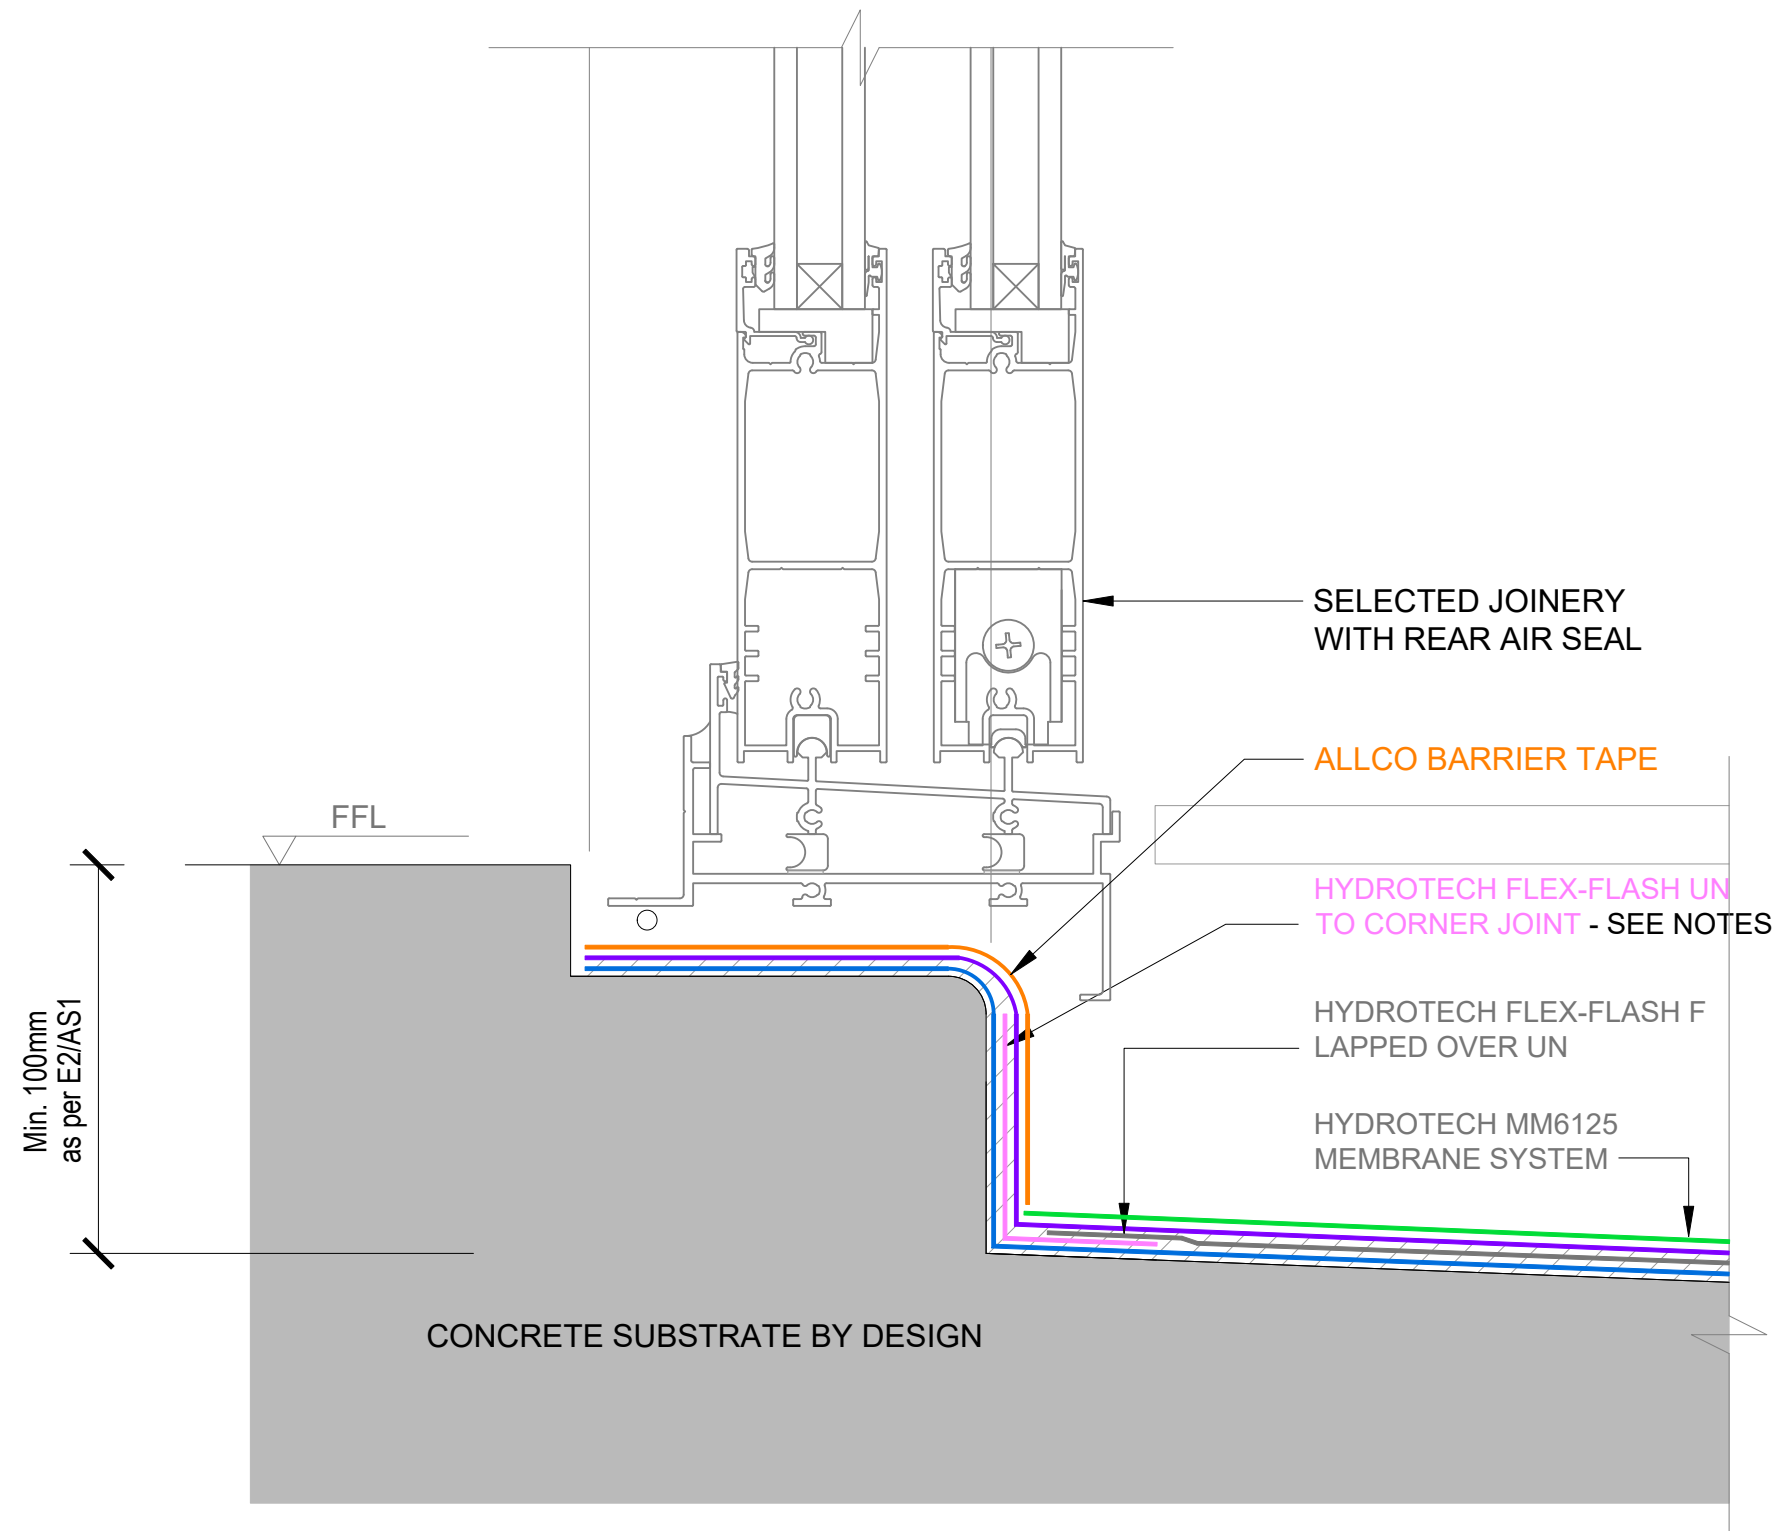 SELECTED JOINERY
WITH REAR AIR SEAL
ALLCO BARRIER TAPE
FFL
HYDROTECH FLEX-FLASH UN
TO CORNER JOINT - SEE NOTES
HYDROTECH FLEX-FLASH F
LAPPED OVER UN
Min. 100mm
as per E2/AS1
HYDROTECH MM6125
MEMBRANE SYSTEM
CONCRETE SUBSTRATE BY DESIGN